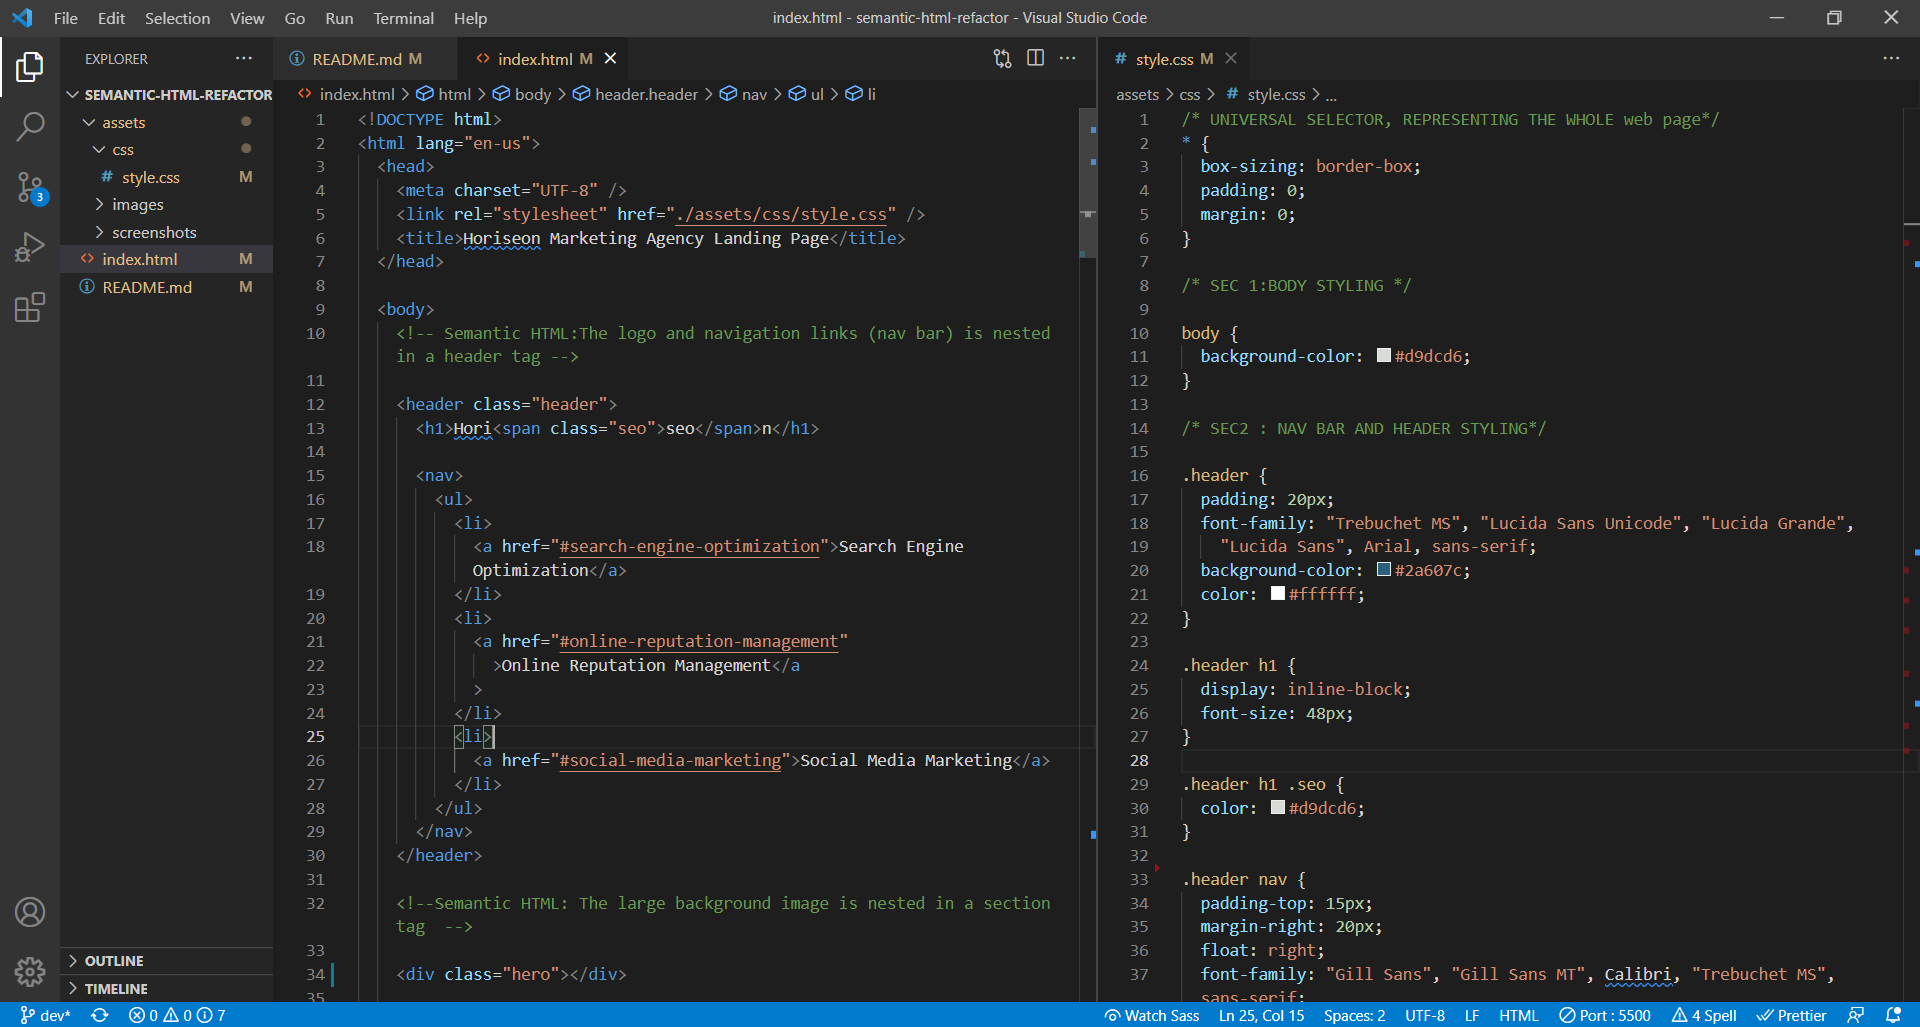 File Edit Selection View Go Run Terminal Help
index.html - semantic-html-refactor - Visual Studio Code
EXPLORER
SEMANTIC-HTML-REFACTOR
assets
css
# style.css M
images
screenshots
<> index.html M
README.md M
OUTLINE
TIMELINE
3
README.md M
<> index.html M
<> index.html > html > body > header.header > nav > ul > li
1 <!DOCTYPE html>
2 <html lang="en-us">
3 <head>
4 <meta charset="UTF-8" />
5 <link rel="stylesheet" href="./assets/css/style.css" />
6 <title>Horiseon Marketing Agency Landing Page</title>
7 </head>
8
9 <body>
10 <!-- Semantic HTML:The logo and navigation links (nav bar) is nested
in a header tag -->
11
12 <header class="header">
13 <h1>Hori<span class="seo">seo</span>n</h1>
14
15 <nav>
16 <ul>
17 <li>
18 <a href="#search-engine-optimization">Search Engine
Optimization</a>
19 </li>
20 <li>
21 <a href="#online-reputation-management"
22 >Online Reputation Management</a
23 >
24 </li>
25 <li>
26 <a href="#social-media-marketing">Social Media Marketing</a>
27 </li>
28 </ul>
29 </nav>
30 </header>
31
32 <!--Semantic HTML: The large background image is nested in a section
tag -->
33
34 <div class="hero"></div>
35
# style.css M
assets > css > # style.css > ...
1 /* UNIVERSAL SELECTOR, REPRESENTING THE WHOLE web page*/
2 * {
3 box-sizing: border-box;
4 padding: 0;
5 margin: 0;
6 }
7
8 /* SEC 1:BODY STYLING */
9
10 body {
11 background-color: #d9dcd6;
12 }
13
14 /* SEC2 : NAV BAR AND HEADER STYLING*/
15
16 .header {
17 padding: 20px;
18 font-family: "Trebuchet MS", "Lucida Sans Unicode", "Lucida Grande",
19 "Lucida Sans", Arial, sans-serif;
20 background-color: #2a607c;
21 color: #ffffff;
22 }
23
24 .header h1 {
25 display: inline-block;
26 font-size: 48px;
27 }
28
29 .header h1 .seo {
30 color: #d9dcd6;
31 }
32
33 .header nav {
34 padding-top: 15px;
35 margin-right: 20px;
36 float: right;
37 font-family: "Gill Sans", "Gill Sans MT", Calibri, "Trebuchet MS",
sans-serif;
dev* 0 0 7 Watch Sass Ln 25, Col 15 Spaces: 2 UTF-8 LF HTML Port : 5500 4 Spell Prettier